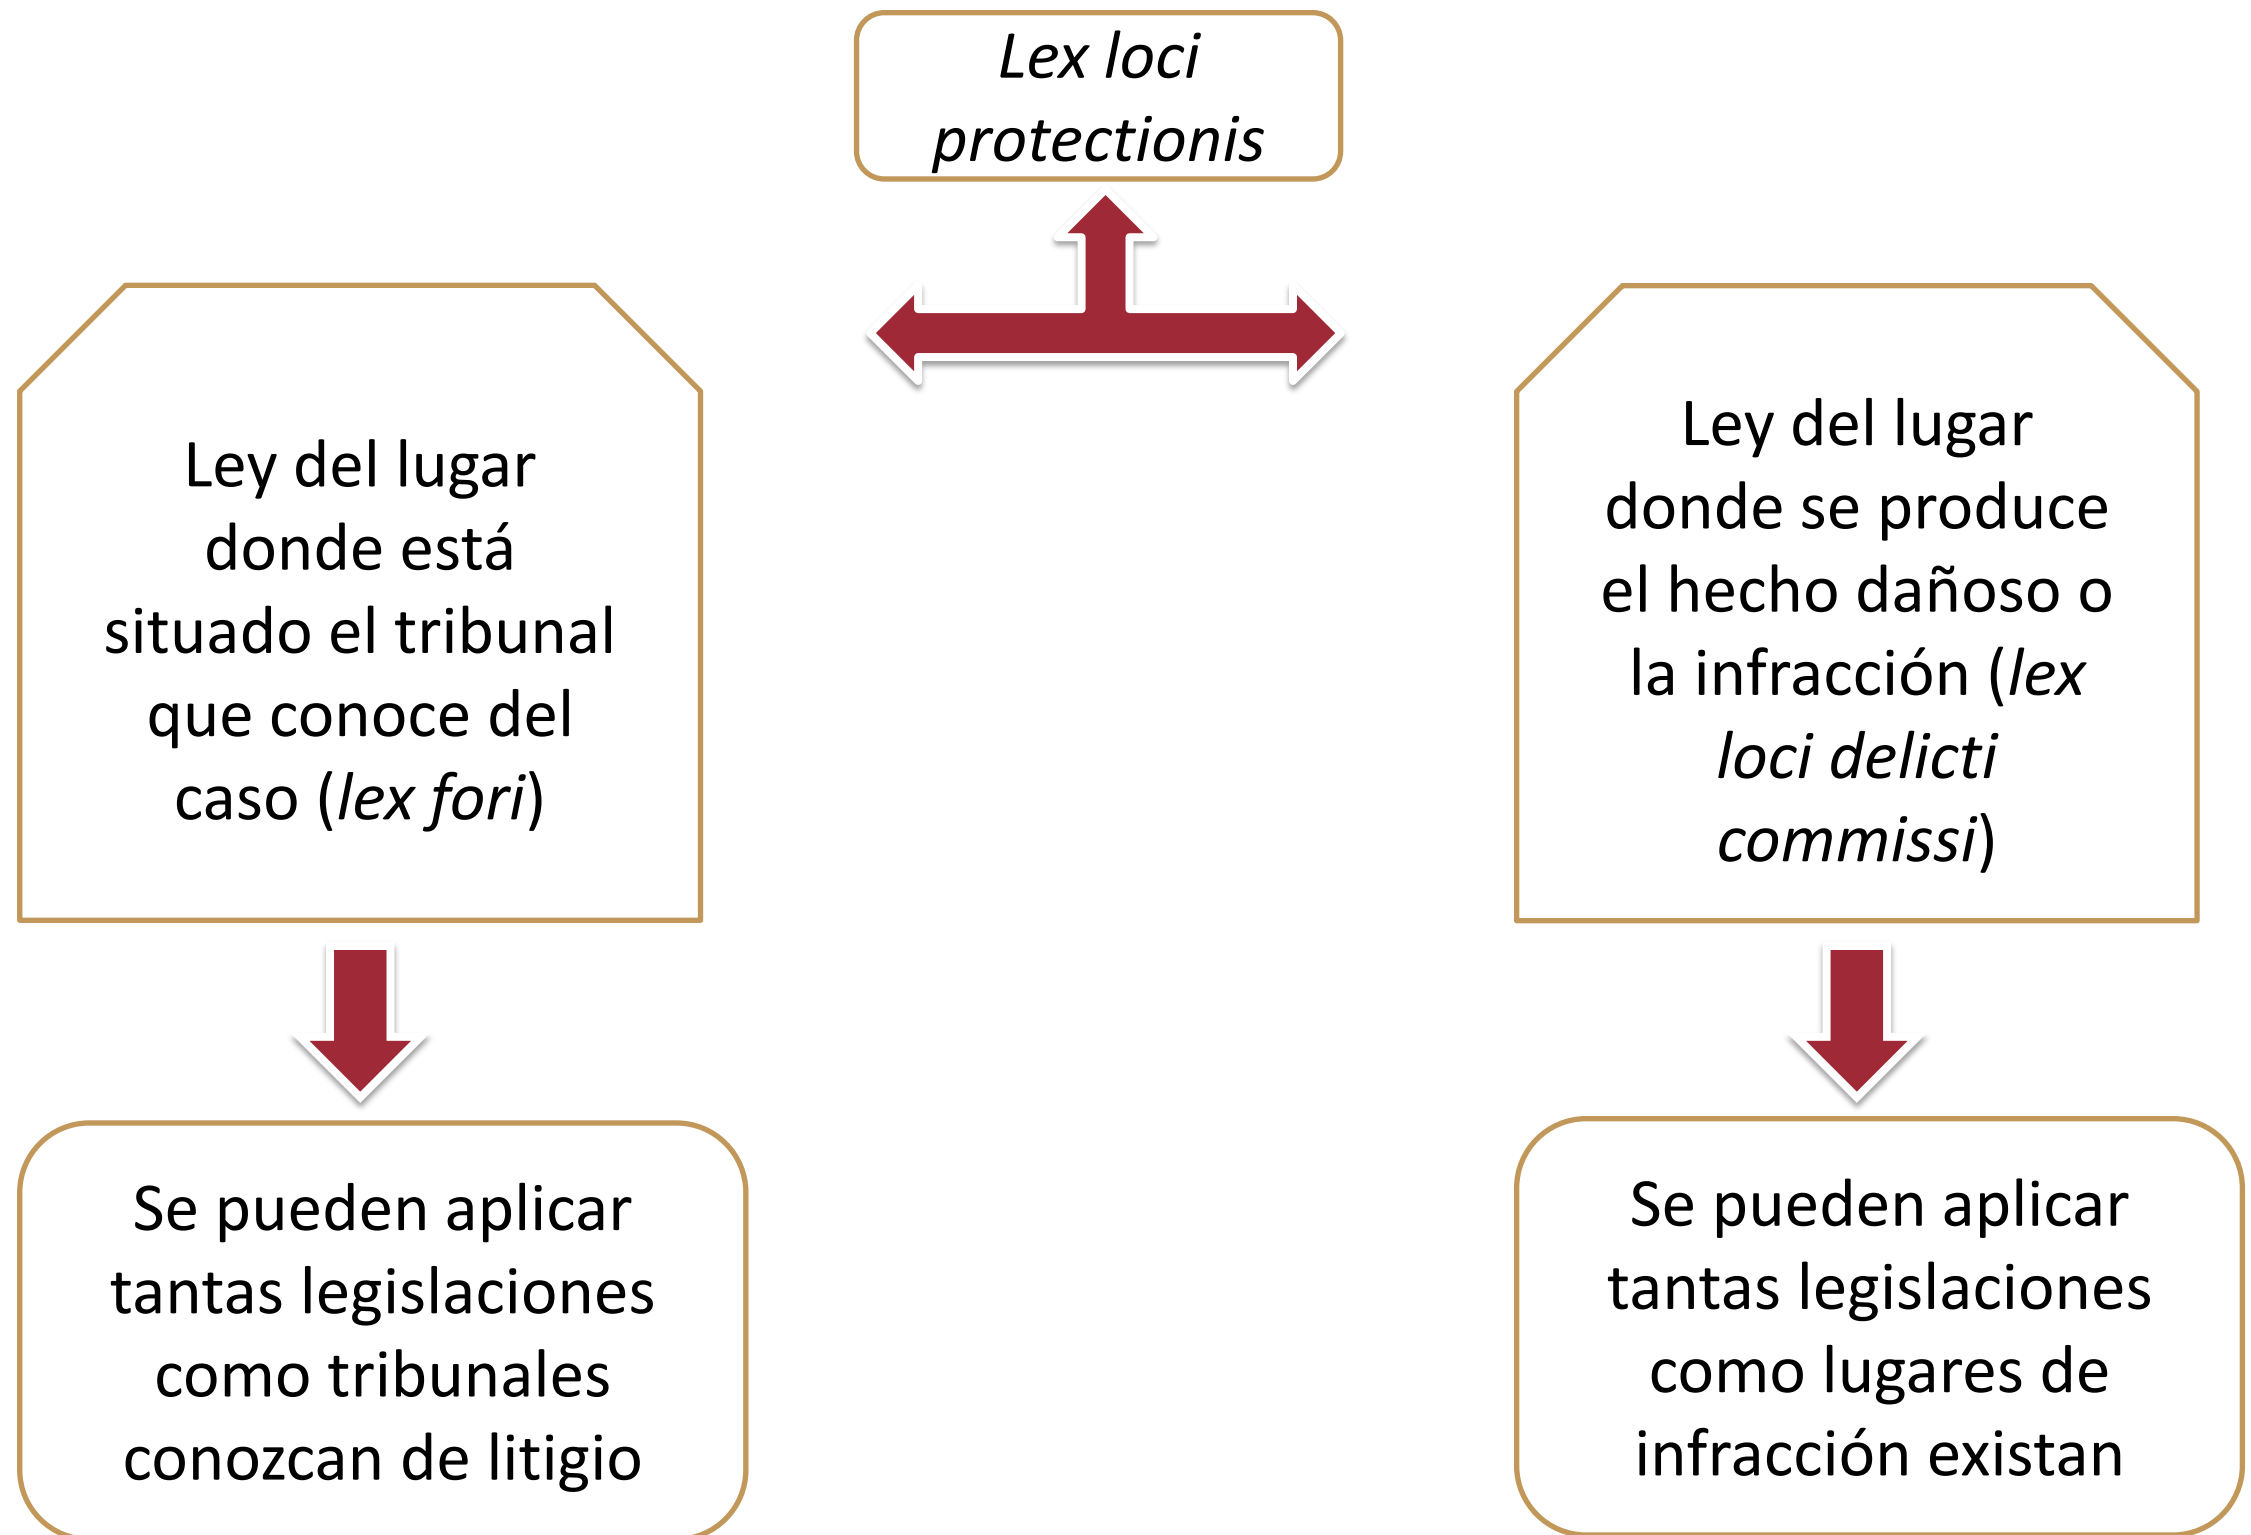 Lex loci
protectionis
Ley del lugar
donde está
situado el tribunal
que conoce del
caso (lex fori)
Ley del lugar
donde se produce
el hecho dañoso o
la infracción (lex
loci delicti
commissi)
Se pueden aplicar
tantas legislaciones
como tribunales
conozcan de litigio
Se pueden aplicar
tantas legislaciones
como lugares de
infracción existan